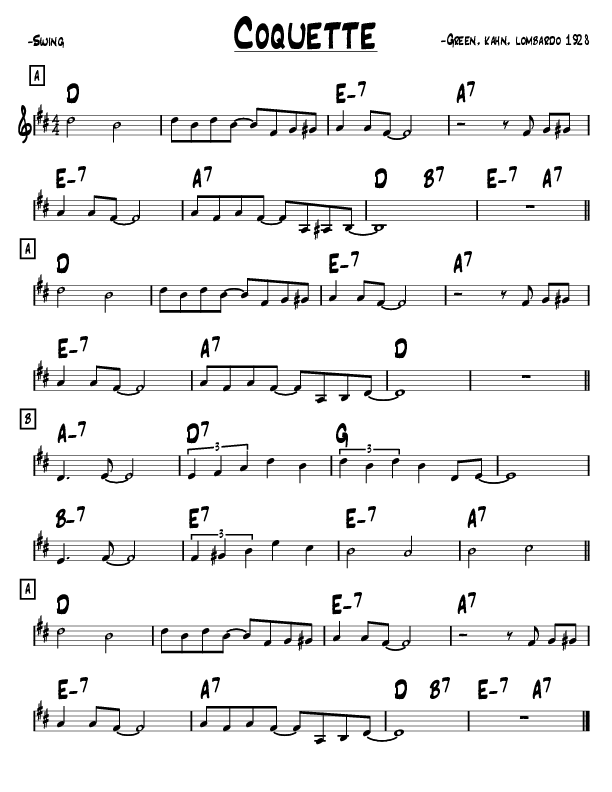 Coquette
-Swing
-Green, Kahn, Lombardo 1928
A
D E-7 A7
E-7 A7 D B7 E-7 A7
A
D E-7 A7
E-7 A7 D
B
A-7 D7 G
3 3
B-7 E7 E-7 A7
3
A
D E-7 A7
E-7 A7 D B7 E-7 A7